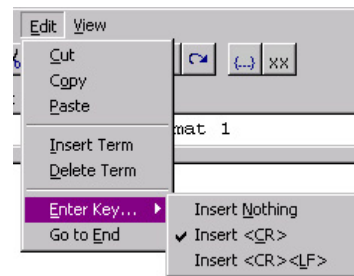 Edit View
Cut
Copy
Paste
{...} xx
mat 1
Insert Term
Delete Term
Enter Key...
Go to End
Insert Nothing
Insert <CR>
Insert <CR><LF>